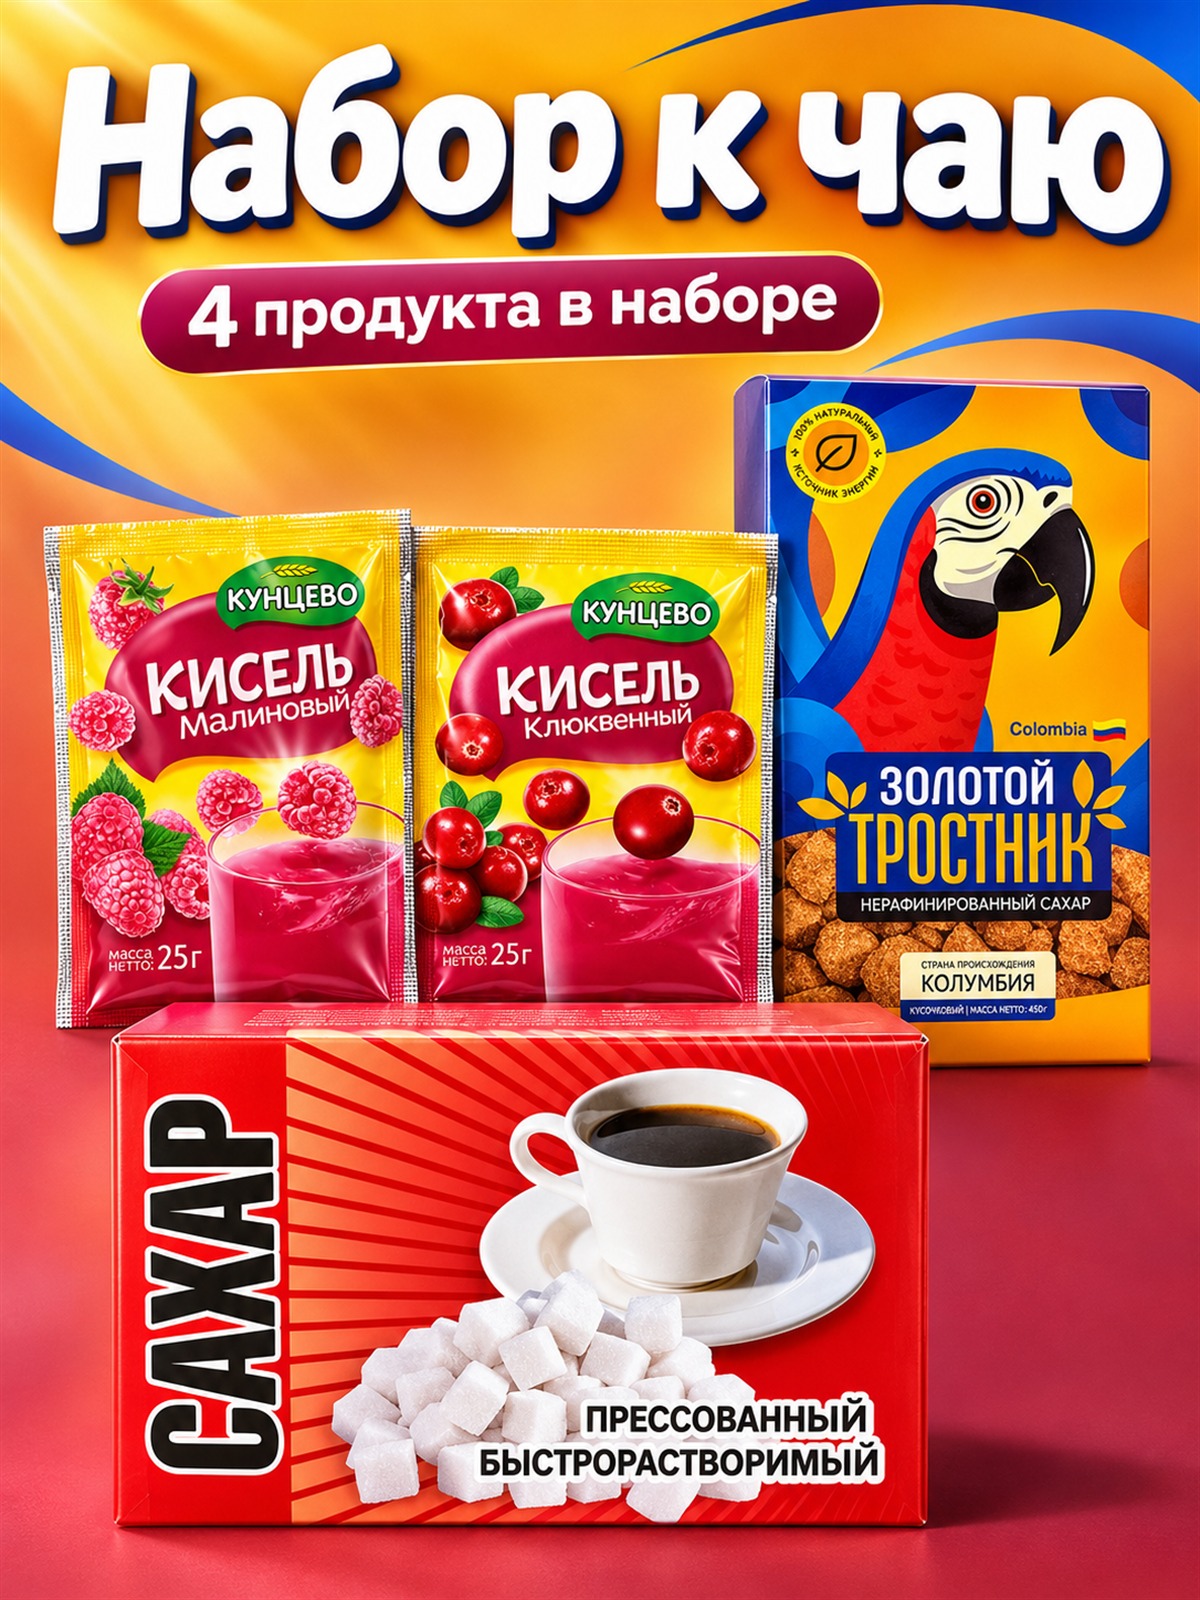 Набор к чаю
4 продукта в наборе
КУНЦЕВО
КИСЕЛЬ
Малиновый
МАССА
НЕТТО: 25г
КУНЦЕВО
КИСЕЛЬ
Клюквенный
МАССА
НЕТТО: 25г
100% НАТУРАЛЬНЫЙ
ИСТОЧНИК ЭНЕРГИИ
Colombia
ЗОЛОТОЙ
ТРОСТНИК
НЕРАФИНИРОВАННЫЙ САХАР
СТРАНА ПРОИСХОЖДЕНИЯ
КОЛУМБИЯ
КУСОЧКОВЫЙ | МАССА НЕТТО: 450г
САХАР
ПРЕССОВАННЫЙ
БЫСТРОРАСТВОРИМЫЙ